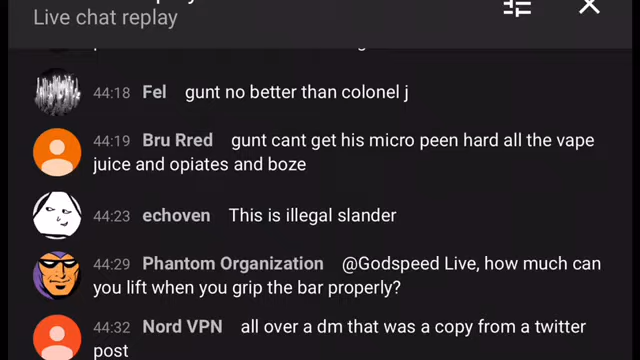 Live chat replay
44:18 Fel gunt no better than colonel j
44:19 Bru Rred gunt cant get his micro peen hard all the vape
juice and opiates and boze
44:23 echoven This is illegal slander
44:29 Phantom Organization @Godspeed Live, how much can
you lift when you grip the bar properly?
44:32 Nord VPN all over a dm that was a copy from a twitter
post